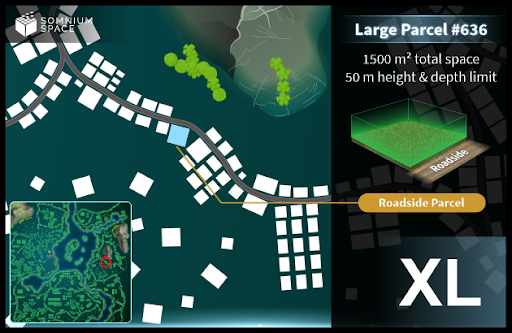 SOMNIUM
SPACE
Large Parcel #636
1500 m² total space
50 m height & depth limit
Roadside
Roadside Parcel
XL